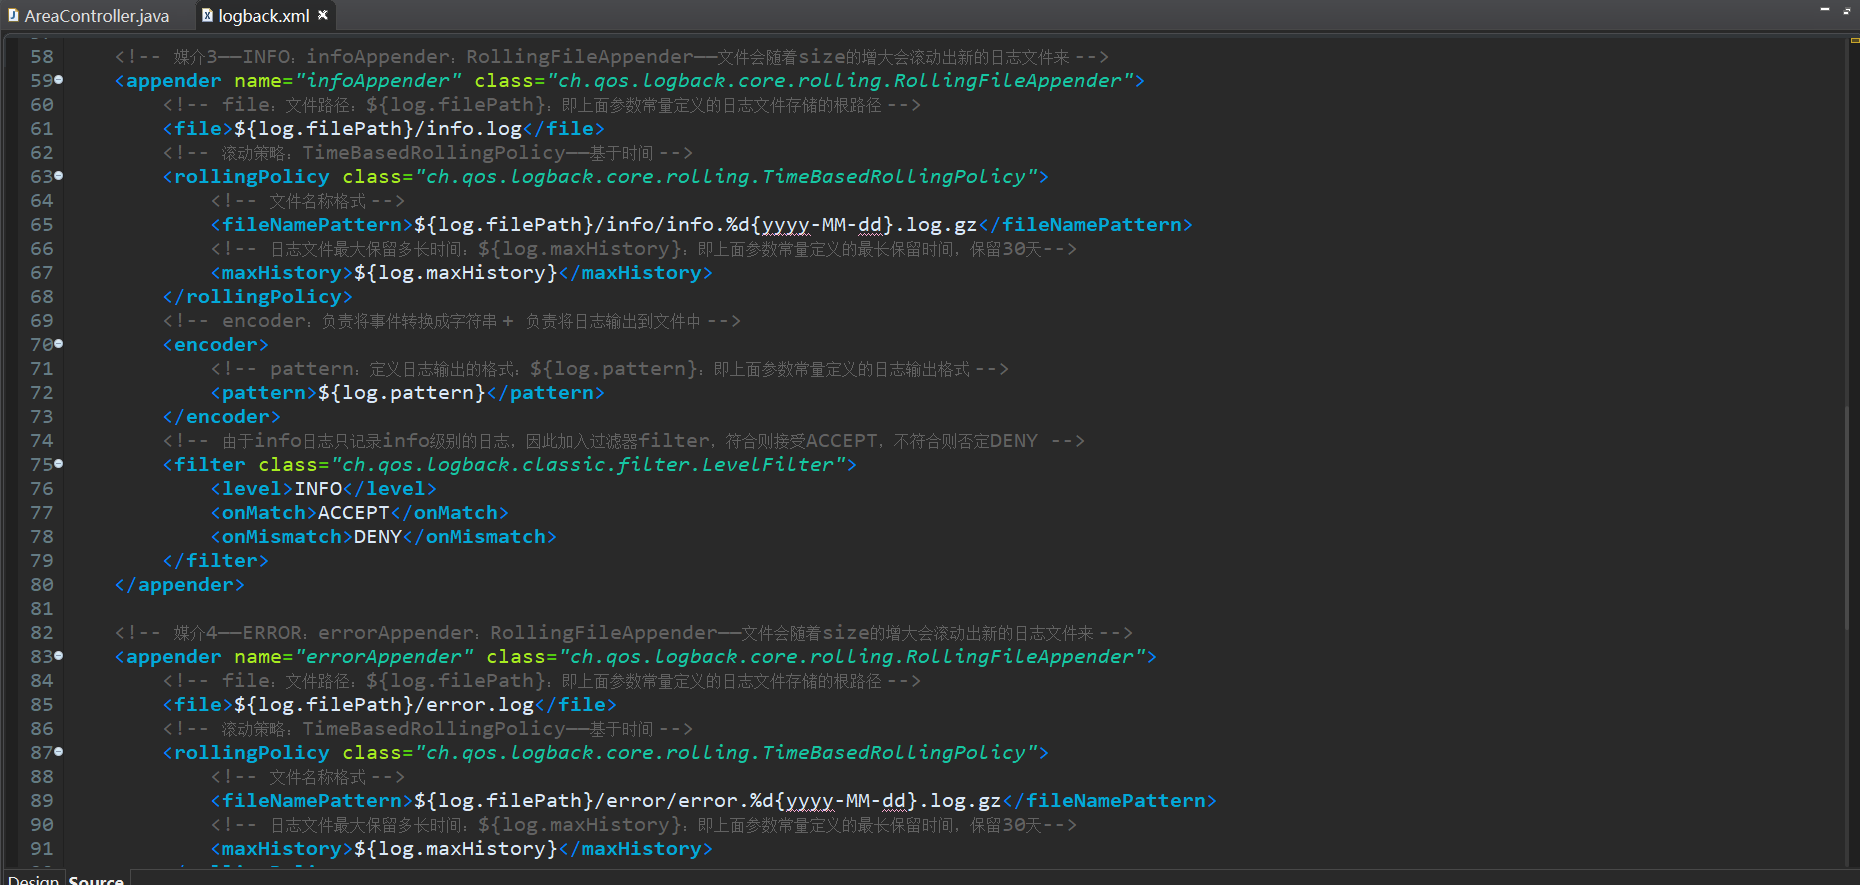 AreaController.java logback.xml
58 <!-- 媒介3——INFO：infoAppender：RollingFileAppender——文件会随着size的增大会滚动出新的日志文件来 -->
59 <appender name="infoAppender" class="ch.qos.logback.core.rolling.RollingFileAppender">
60 <!-- file：文件路径：${log.filePath}：即上面参数常量定义的日志文件存储的根路径 -->
61 <file>${log.filePath}/info.log</file>
62 <!-- 滚动策略：TimeBasedRollingPolicy——基于时间 -->
63 <rollingPolicy class="ch.qos.logback.core.rolling.TimeBasedRollingPolicy">
64 <!-- 文件名称格式 -->
65 <fileNamePattern>${log.filePath}/info/info.%d{yyyy-MM-dd}.log.gz</fileNamePattern>
66 <!-- 日志文件最大保留多长时间：${log.maxHistory}：即上面参数常量定义的最长保留时间，保留30天-->
67 <maxHistory>${log.maxHistory}</maxHistory>
68 </rollingPolicy>
69 <!-- encoder：负责将事件转换成字符串 + 负责将日志输出到文件中 -->
70 <encoder>
71 <!-- pattern：定义日志输出的格式：${log.pattern}：即上面参数常量定义的日志输出格式 -->
72 <pattern>${log.pattern}</pattern>
73 </encoder>
74 <!-- 由于info日志只记录info级别的日志，因此加入过滤器filter，符合则接受ACCEPT，不符合则否定DENY -->
75 <filter class="ch.qos.logback.classic.filter.LevelFilter">
76 <level>INFO</level>
77 <onMatch>ACCEPT</onMatch>
78 <onMismatch>DENY</onMismatch>
79 </filter>
80 </appender>
81
82 <!-- 媒介4——ERROR：errorAppender：RollingFileAppender——文件会随着size的增大会滚动出新的日志文件来 -->
83 <appender name="errorAppender" class="ch.qos.logback.core.rolling.RollingFileAppender">
84 <!-- file：文件路径：${log.filePath}：即上面参数常量定义的日志文件存储的根路径 -->
85 <file>${log.filePath}/error.log</file>
86 <!-- 滚动策略：TimeBasedRollingPolicy——基于时间 -->
87 <rollingPolicy class="ch.qos.logback.core.rolling.TimeBasedRollingPolicy">
88 <!-- 文件名称格式 -->
89 <fileNamePattern>${log.filePath}/error/error.%d{yyyy-MM-dd}.log.gz</fileNamePattern>
90 <!-- 日志文件最大保留多长时间：${log.maxHistory}：即上面参数常量定义的最长保留时间，保留30天-->
91 <maxHistory>${log.maxHistory}</maxHistory>
Design Source